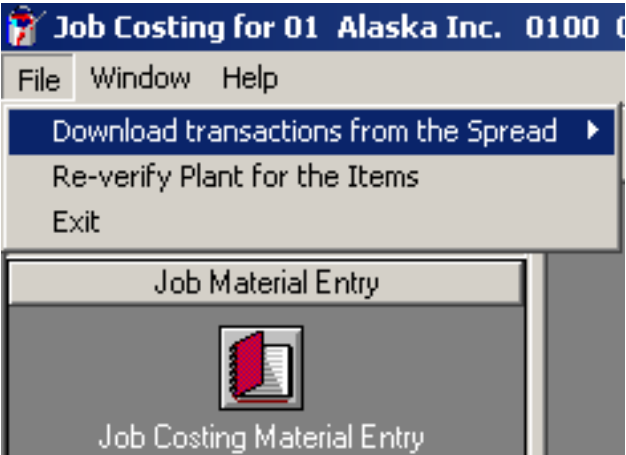 Job Costing for 01 Alaska Inc. 0100
File Window Help
Download transactions from the Spread
Re-verify Plant for the Items
Exit
Job Material Entry
Job Costing Material Entry